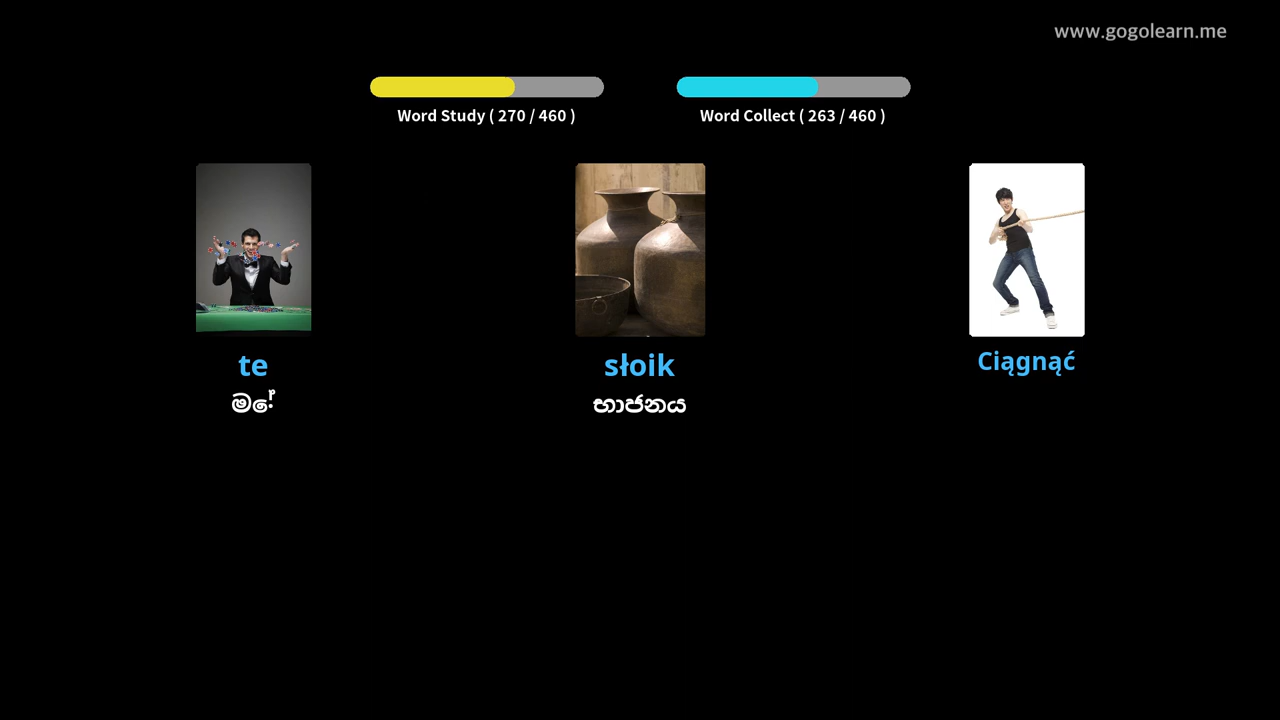 www.gogolearn.me
Word Study ( 270 / 460 )
Word Collect ( 263 / 460 )
te
słoik
Ciągnąć
භාජනය